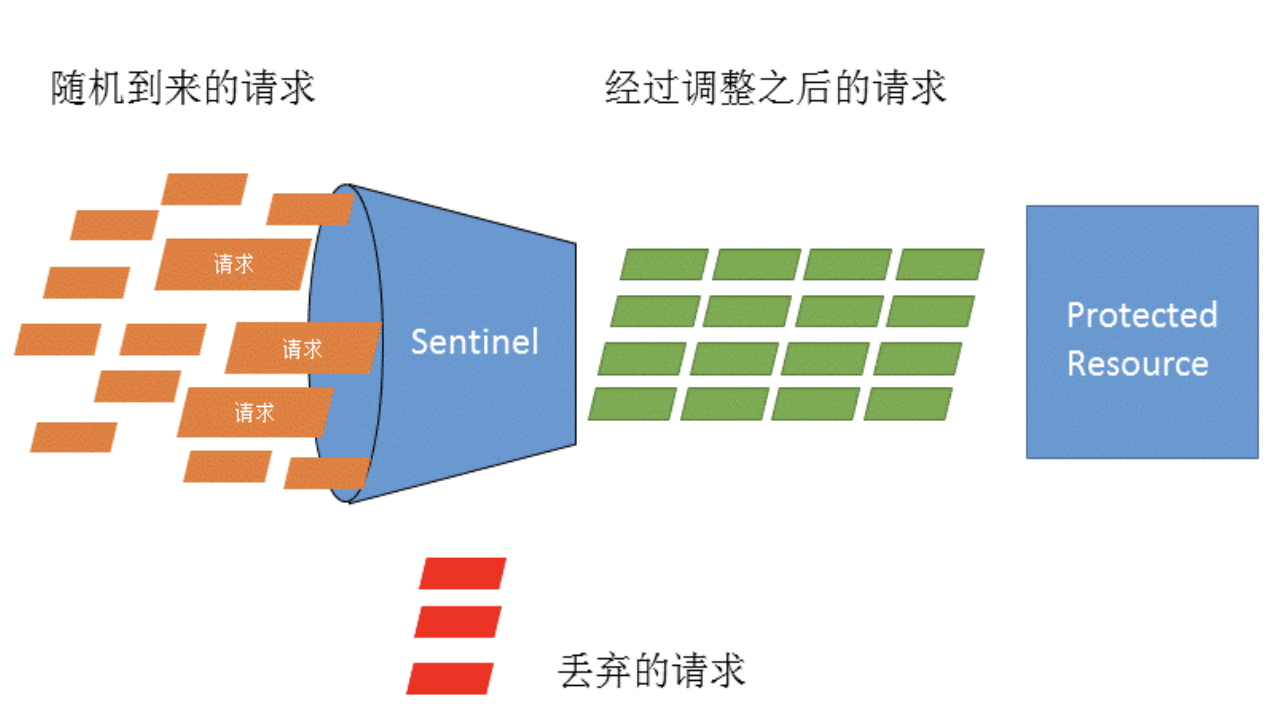 随机到来的请求
经过调整之后的请求
请求
请求
请求
Sentinel
Protected
Resource
丢弃的请求